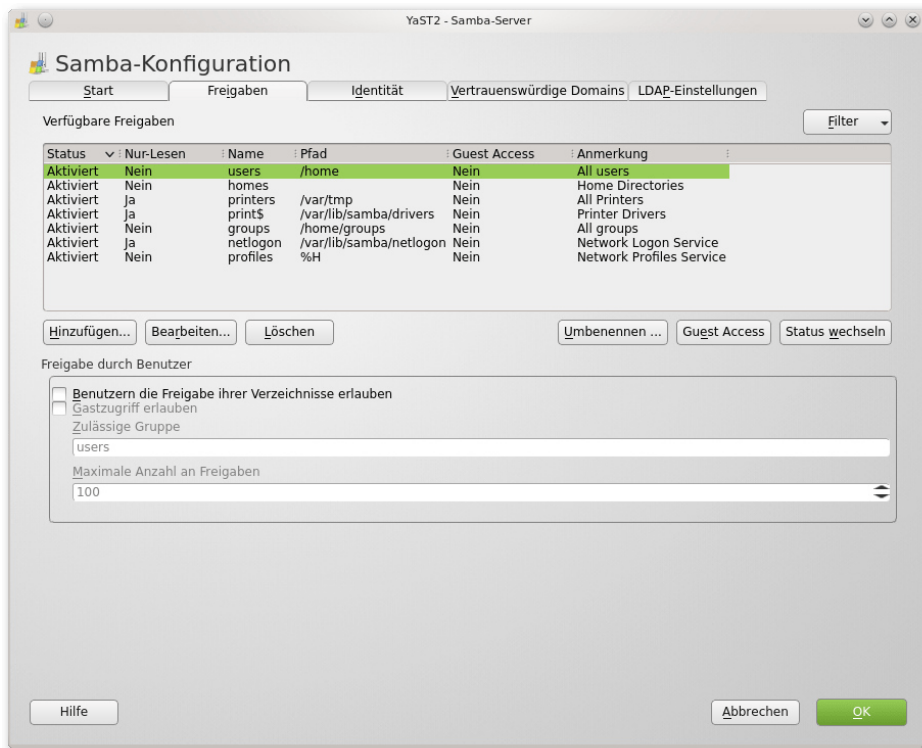 YaST2 - Samba-Server
Samba-Konfiguration
Start Freigaben Identität Vertrauenswürdige Domains LDAP-Einstellungen
Verfügbare Freigaben Filter
Status Nur-Lesen Name Pfad Guest Access Anmerkung
Aktiviert Nein users /home Nein All users
Aktiviert Nein homes Nein Home Directories
Aktiviert Ja printers /var/tmp Nein All Printers
Aktiviert Ja print$ /var/lib/samba/drivers Nein Printer Drivers
Aktiviert Nein groups /home/groups Nein All groups
Aktiviert Ja netlogon /var/lib/samba/netlogon Nein Network Logon Service
Aktiviert Nein profiles %H Nein Network Profiles Service
Hinzufügen... Bearbeiten... Löschen Umbenennen ... Guest Access Status wechseln
Freigabe durch Benutzer
Benutzern die Freigabe ihrer Verzeichnisse erlauben
Gastzugriff erlauben
Zulässige Gruppe
users
Maximale Anzahl an Freigaben
100
Hilfe Abbrechen OK